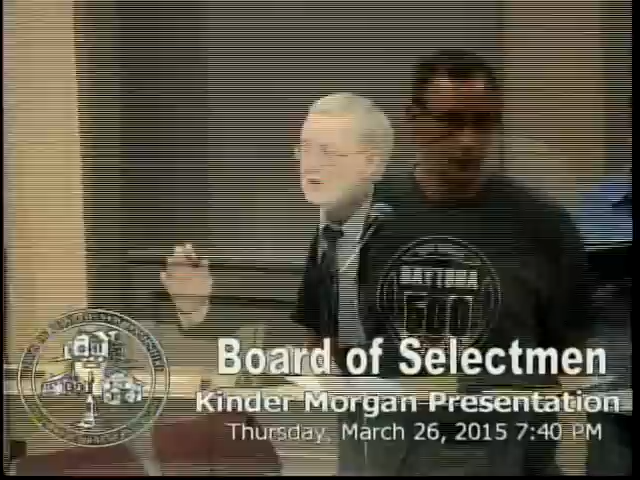 DAYTONA
500
Board of Selectmen
Kinder Morgan Presentation
Thursday, March 26, 2015 7:40 PM